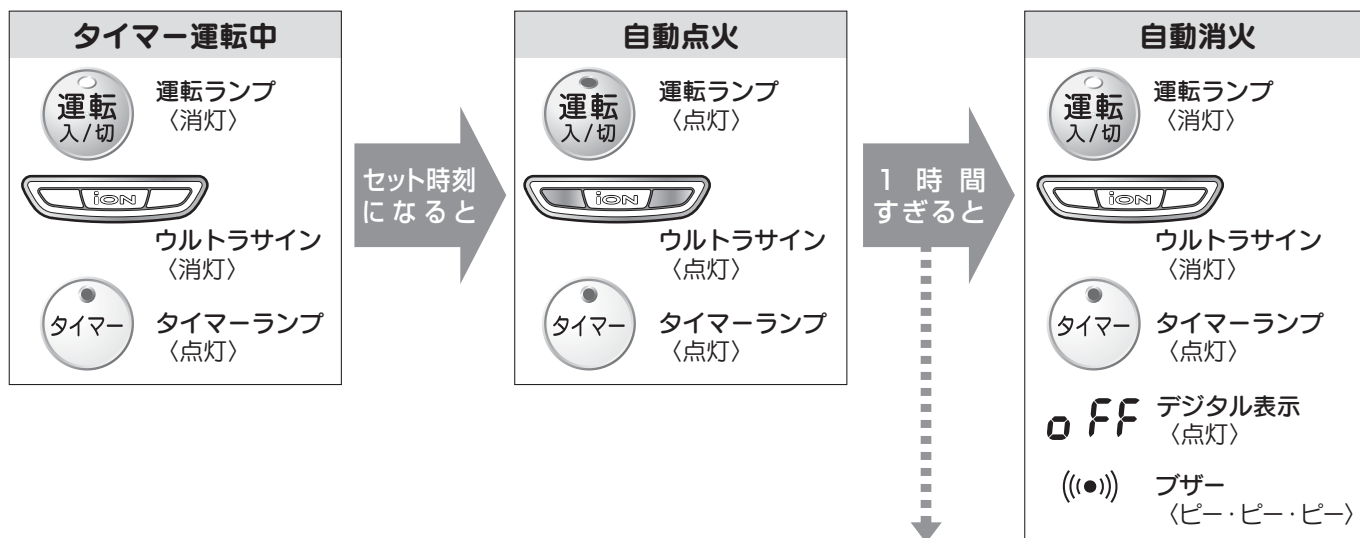 タイマー運転中
運転
入/切
運転ランプ
〈消灯〉
iON
ウルトラサイン
〈消灯〉
タイマー
タイマーランプ
〈点灯〉
セット時刻
になると
自動点火
運転
入/切
運転ランプ
〈点灯〉
iON
ウルトラサイン
〈点灯〉
タイマー
タイマーランプ
〈点灯〉
1時間
すぎると
自動消火
運転
入/切
運転ランプ
〈消灯〉
iON
ウルトラサイン
〈消灯〉
タイマー
タイマーランプ
〈点灯〉
oFF
デジタル表示
〈点灯〉
ブザー
〈ピー・ピー・ピー〉